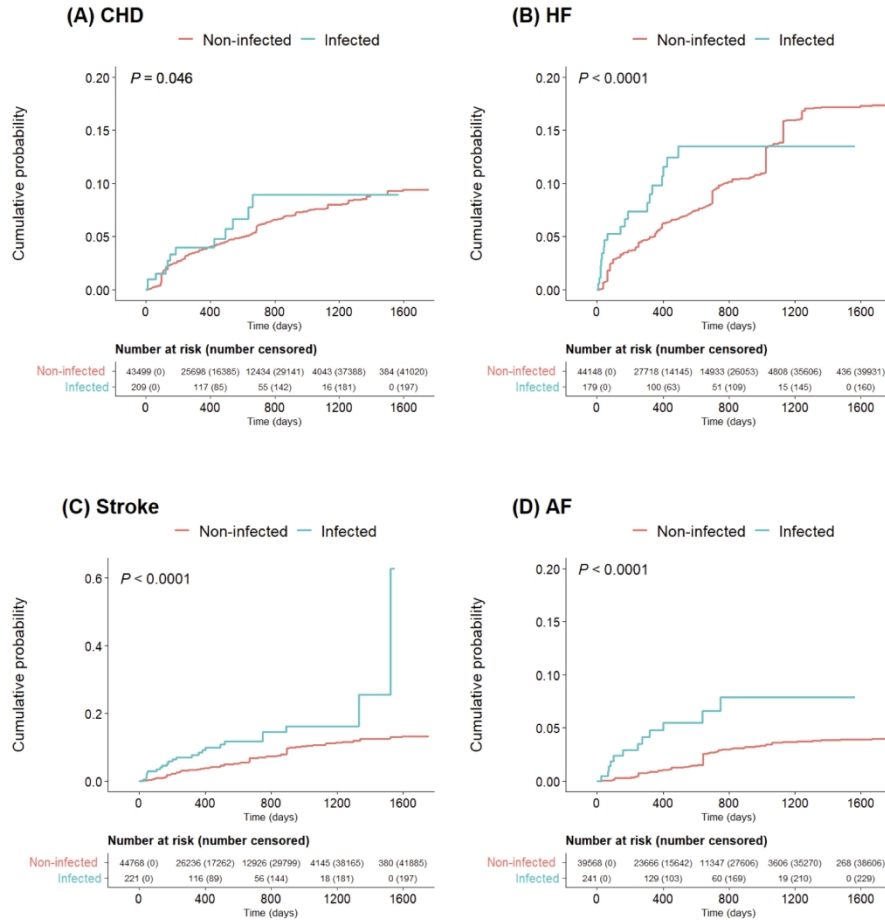 (A) CHD
Non-infected Infected
P = 0.046
Cumulative probability
0.20
0.15
0.10
0.05
0.00
0 400 800 1200 1600
Time (days)
Number at risk (number censored)
Non-infected 43499 (0) 25698 (16385) 12434 (29141) 4043 (37388) 384 (41020)
Infected 209 (0) 117 (85) 55 (142) 16 (181) 0 (197)
0 400 800 1200 1600
Time (days)
(B) HF
Non-infected Infected
P < 0.0001
Cumulative probability
0.20
0.15
0.10
0.05
0.00
0 400 800 1200 1600
Time (days)
Number at risk (number censored)
Non-infected 44148 (0) 27718 (14145) 14933 (26053) 4808 (35606) 436 (39931)
Infected 179 (0) 100 (63) 51 (109) 15 (145) 0 (160)
0 400 800 1200 1600
Time (days)
(C) Stroke
Non-infected Infected
P < 0.0001
Cumulative probability
0.6
0.4
0.2
0.0
0 400 800 1200 1600
Time (days)
Number at risk (number censored)
Non-infected 44768 (0) 26236 (17262) 12926 (29799) 4145 (38165) 380 (41885)
Infected 221 (0) 116 (89) 56 (144) 18 (181) 0 (197)
0 400 800 1200 1600
Time (days)
(D) AF
Non-infected Infected
P < 0.0001
Cumulative probability
0.20
0.15
0.10
0.05
0.00
0 400 800 1200 1600
Time (days)
Number at risk (number censored)
Non-infected 39568 (0) 23666 (15642) 11347 (27606) 3606 (35270) 268 (38606)
Infected 241 (0) 129 (103) 60 (169) 19 (210) 0 (229)
0 400 800 1200 1600
Time (days)